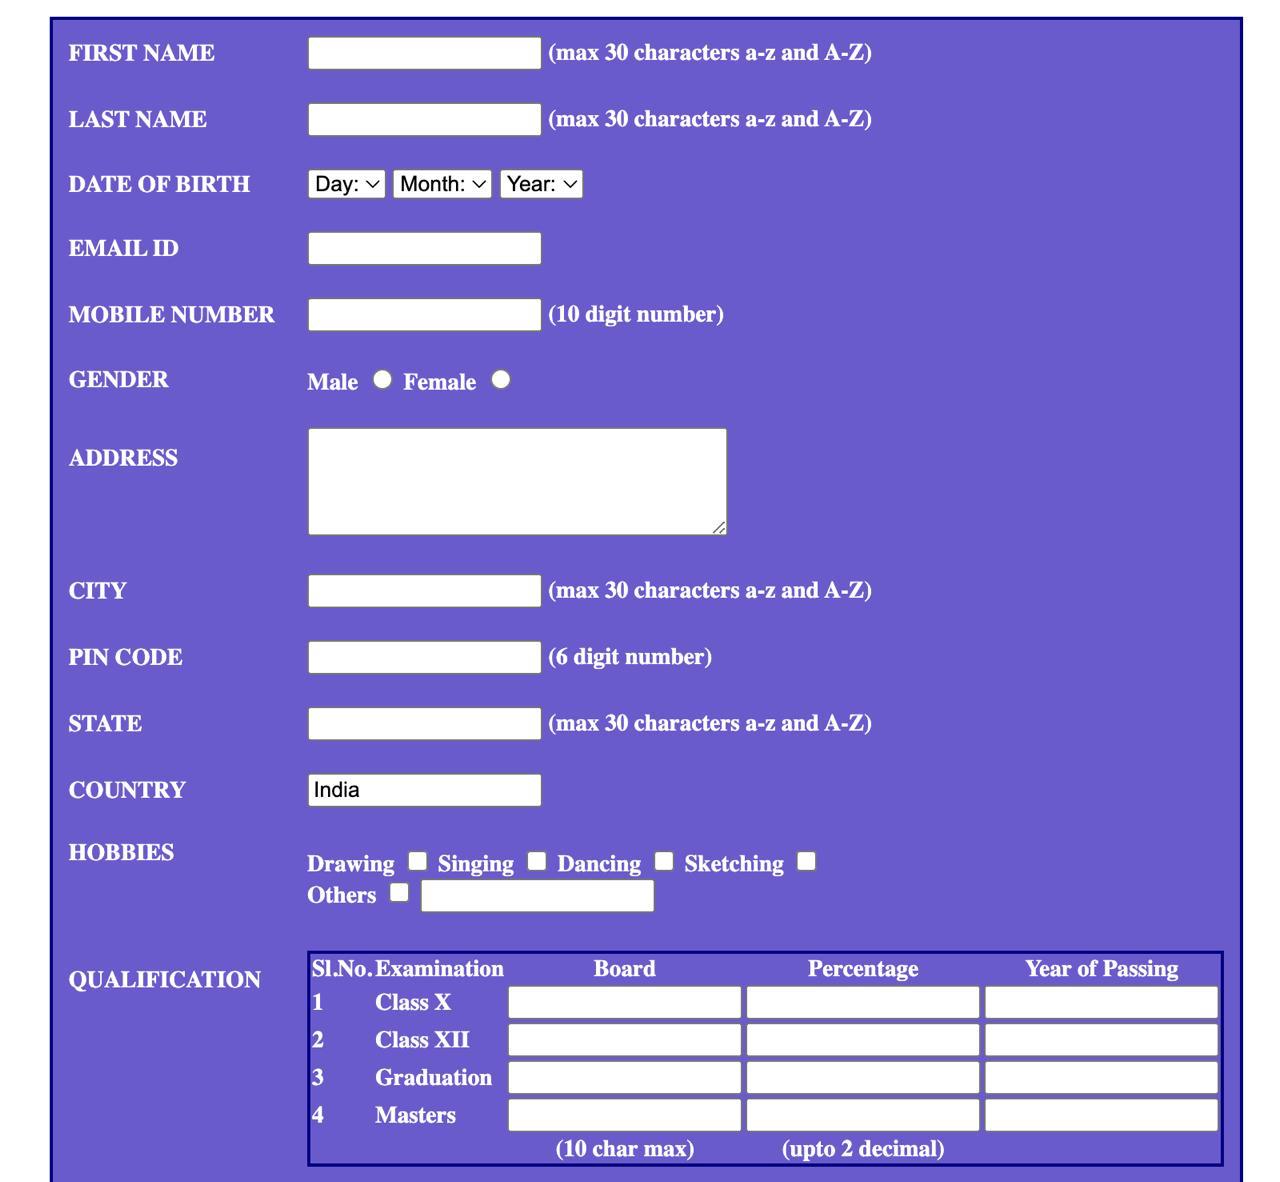 FIRST NAME (max 30 characters a-z and A-Z)
LAST NAME (max 30 characters a-z and A-Z)
DATE OF BIRTH Day: Month: Year:
EMAIL ID
MOBILE NUMBER (10 digit number)
GENDER Male Female
ADDRESS
CITY (max 30 characters a-z and A-Z)
PIN CODE (6 digit number)
STATE (max 30 characters a-z and A-Z)
COUNTRY India
HOBBIES Drawing Singing Dancing Sketching
Others
QUALIFICATION
Sl.No. Examination Board Percentage Year of Passing
1 Class X
2 Class XII
3 Graduation
4 Masters
(10 char max) (upto 2 decimal)